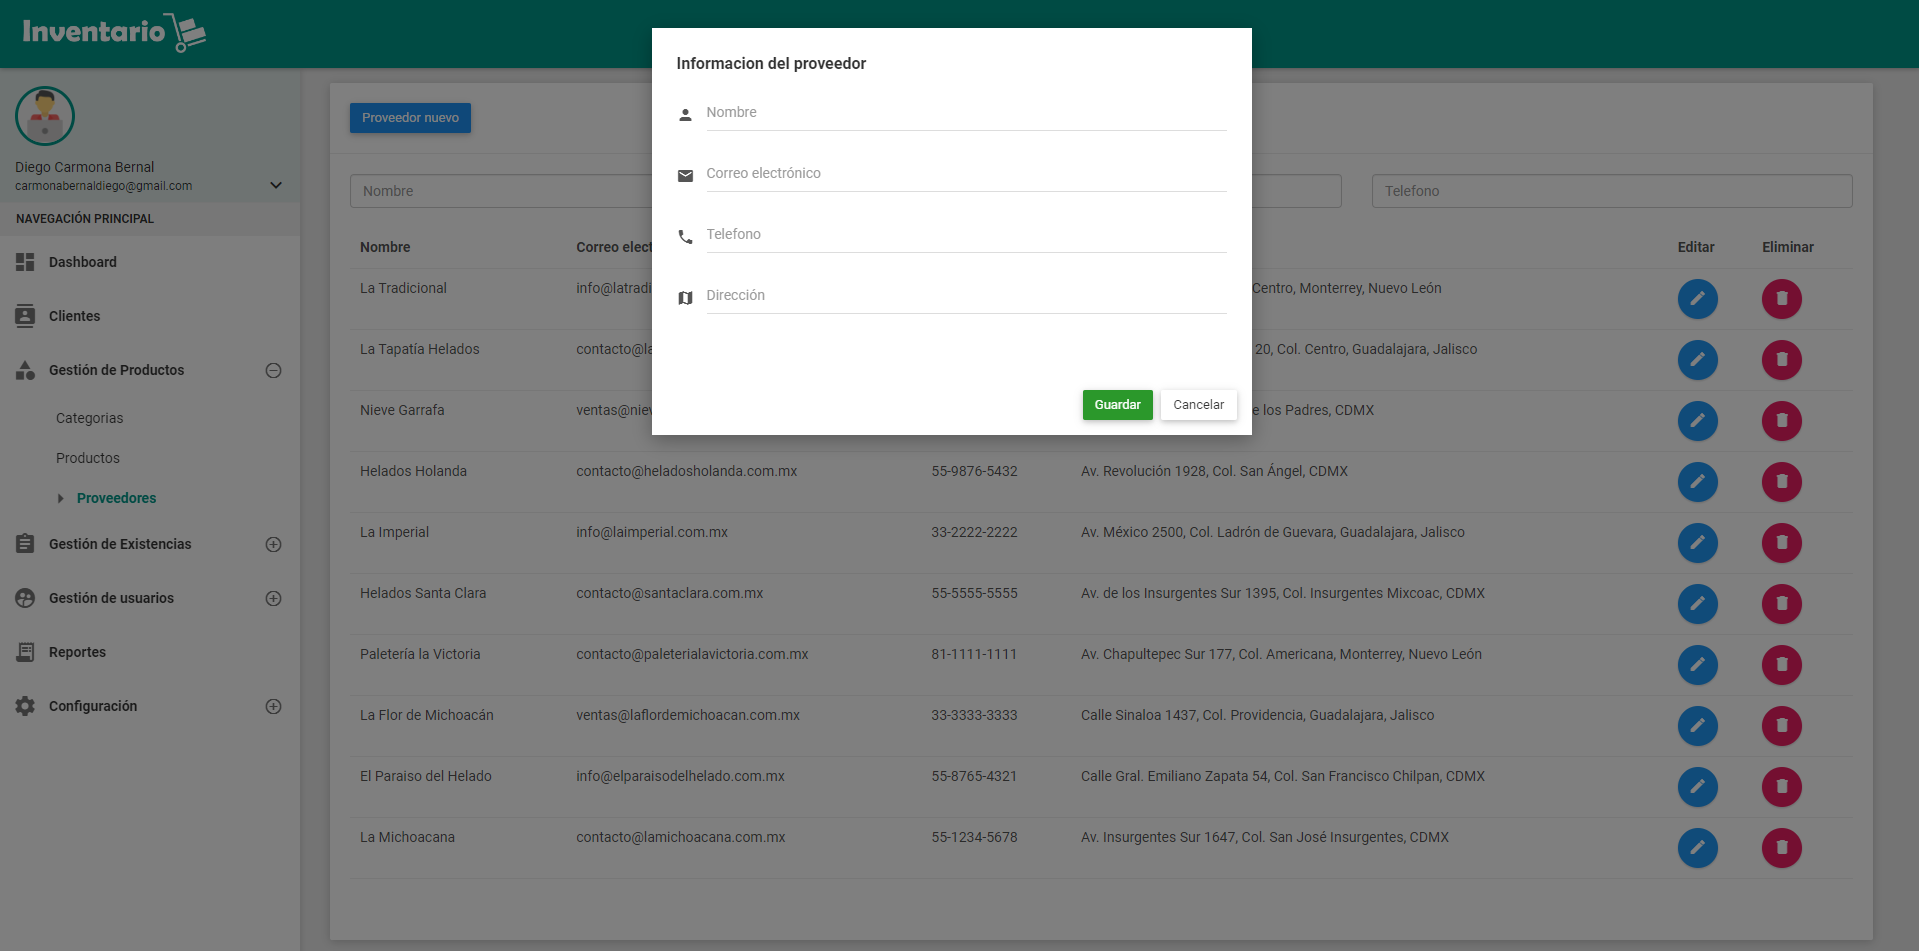 Inventario
Diego Carmona Bernal
carmonabernaldiego@gmail.com
NAVEGACIÓN PRINCIPAL
Dashboard
Clientes
Gestión de Productos
Categorias
Productos
Proveedores
Gestión de Existencias
Gestión de usuarios
Reportes
Configuración
Proveedor nuevo
Informacion del proveedor
Nombre
Correo electrónico
Telefono
Dirección
Guardar Cancelar
Nombre Telefono
Nombre Correo elect Editar Eliminar
La Tradicional info@latradi Centro, Monterrey, Nuevo León
La Tapatía Helados contacto@la 20, Col. Centro, Guadalajara, Jalisco
Nieve Garrafa ventas@niev e los Padres, CDMX
Helados Holanda contacto@heladosholanda.com.mx 55-9876-5432 Av. Revolución 1928, Col. San Ángel, CDMX
La Imperial info@laimperial.com.mx 33-2222-2222 Av. México 2500, Col. Ladrón de Guevara, Guadalajara, Jalisco
Helados Santa Clara contacto@santaclara.com.mx 55-5555-5555 Av. de los Insurgentes Sur 1395, Col. Insurgentes Mixcoac, CDMX
Paletería la Victoria contacto@paleterialavictoria.com.mx 81-1111-1111 Av. Chapultepec Sur 177, Col. Americana, Monterrey, Nuevo León
La Flor de Michoacán ventas@laflordemichoacan.com.mx 33-3333-3333 Calle Sinaloa 1437, Col. Providencia, Guadalajara, Jalisco
El Paraiso del Helado info@elparaisodelhelado.com.mx 55-8765-4321 Calle Gral. Emiliano Zapata 54, Col. San Francisco Chilpan, CDMX
La Michoacana contacto@lamichoacana.com.mx 55-1234-5678 Av. Insurgentes Sur 1647, Col. San José Insurgentes, CDMX